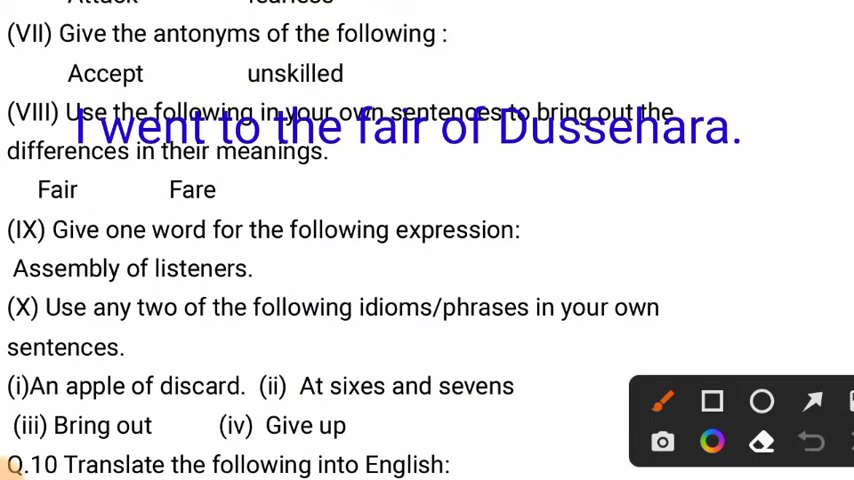 Attack fearless
(VII) Give the antonyms of the following :
Accept unskilled
(VIII) Use the following in your own sentences to bring out the
I went to the fair of Dussehara.
differences in their meanings.
Fair Fare
(IX) Give one word for the following expression:
Assembly of listeners.
(X) Use any two of the following idioms/phrases in your own
sentences.
(i)An apple of discard. (ii) At sixes and sevens
(iii) Bring out (iv) Give up
Q.10 Translate the following into English: